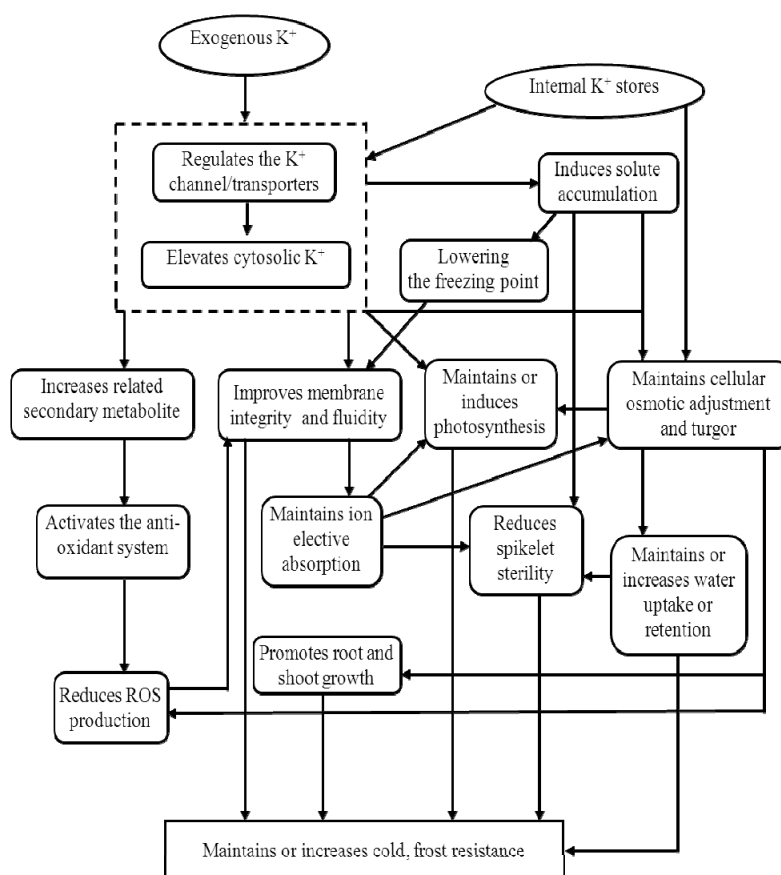 Exogenous K⁺
Internal K⁺ stores
Regulates the K⁺
channel/transporters
Induces solute
accumulation
Elevates cytosolic K⁺
Lowering
the freezing point
Increases related
secondary metabolite
Improves membrane
integrity and fluidity
Maintains or
induces
photosynthesis
Maintains cellular
osmotic adjustment
and turgor
Activates the anti-
oxidant system
Maintains ion
elective
absorption
Reduces
spikelet
sterility
Maintains or
increases water
uptake or
retention
Promotes root and
shoot growth
Reduces ROS
production
Maintains or increases cold, frost resistance